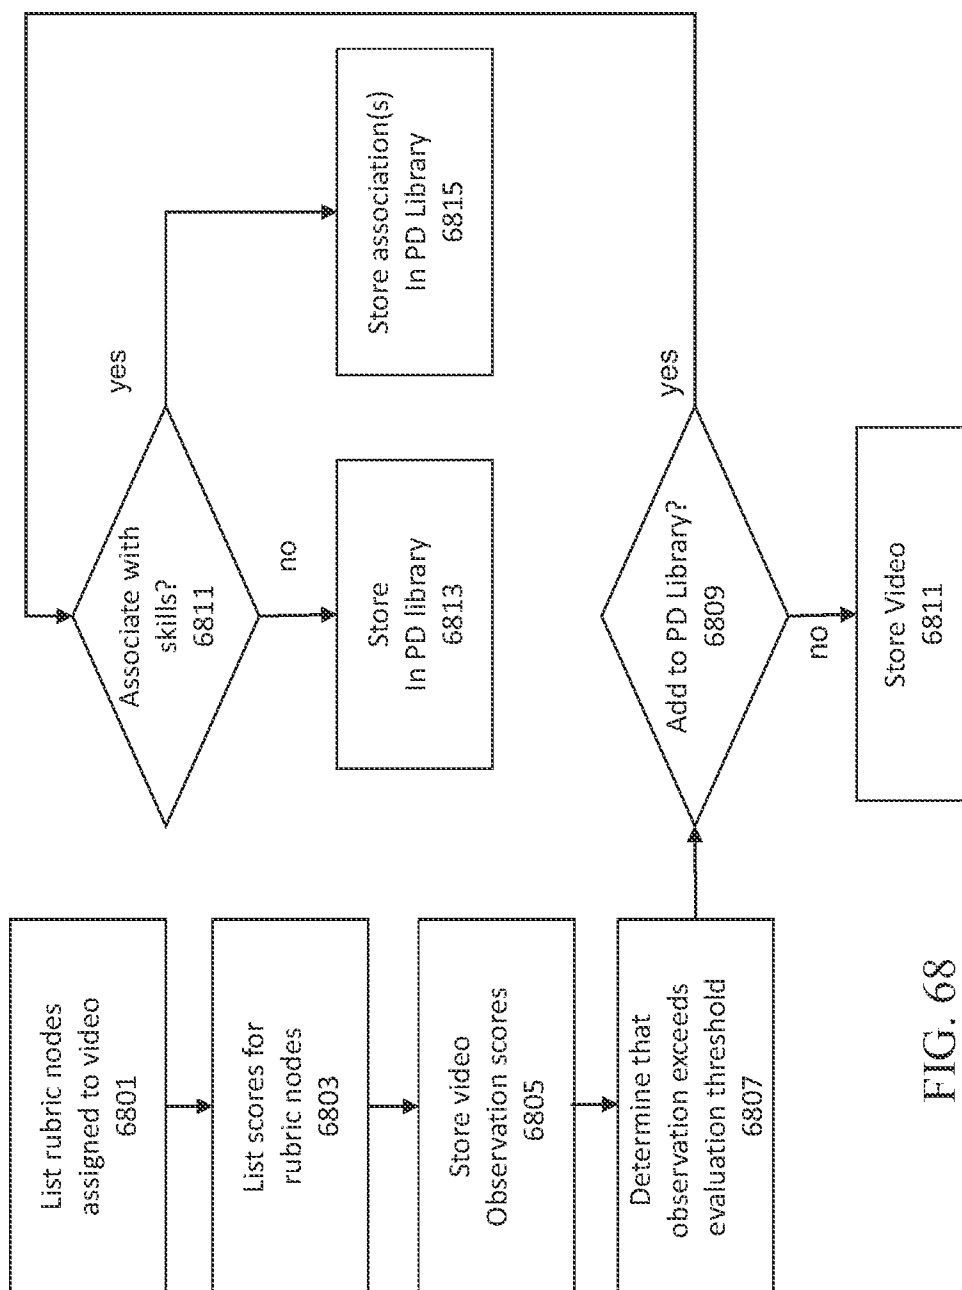 List rubric nodes
assigned to video
6801
List scores for
rubric nodes
6803
Store video
Observation scores
6805
Determine that
observation exceeds
evaluation threshold
6807
Add to PD Library?
6809
yes
no
Store Video
6811
Associate with
skills?
6811
yes
no
Store
In PD library
6813
Store association(s)
In PD Library
6815
FIG. 68